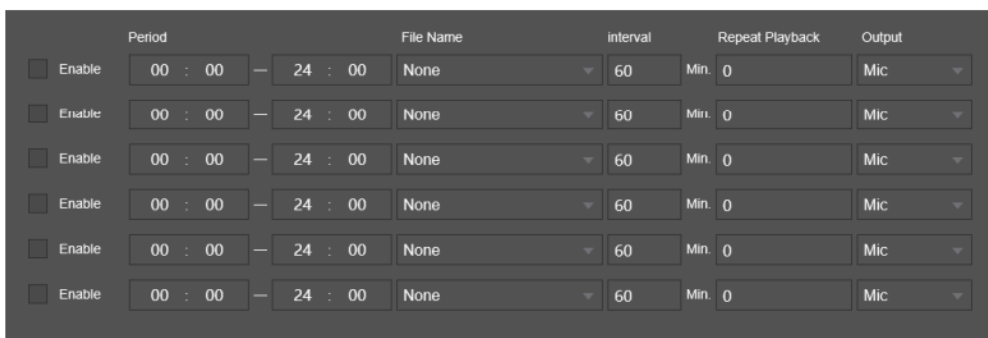 Period File Name interval Repeat Playback Output
Enable 00 : 00 — 24 : 00 None 60 Min. 0 Mic
Enable 00 : 00 — 24 : 00 None 60 Min. 0 Mic
Enable 00 : 00 — 24 : 00 None 60 Min. 0 Mic
Enable 00 : 00 — 24 : 00 None 60 Min. 0 Mic
Enable 00 : 00 — 24 : 00 None 60 Min. 0 Mic
Enable 00 : 00 — 24 : 00 None 60 Min. 0 Mic